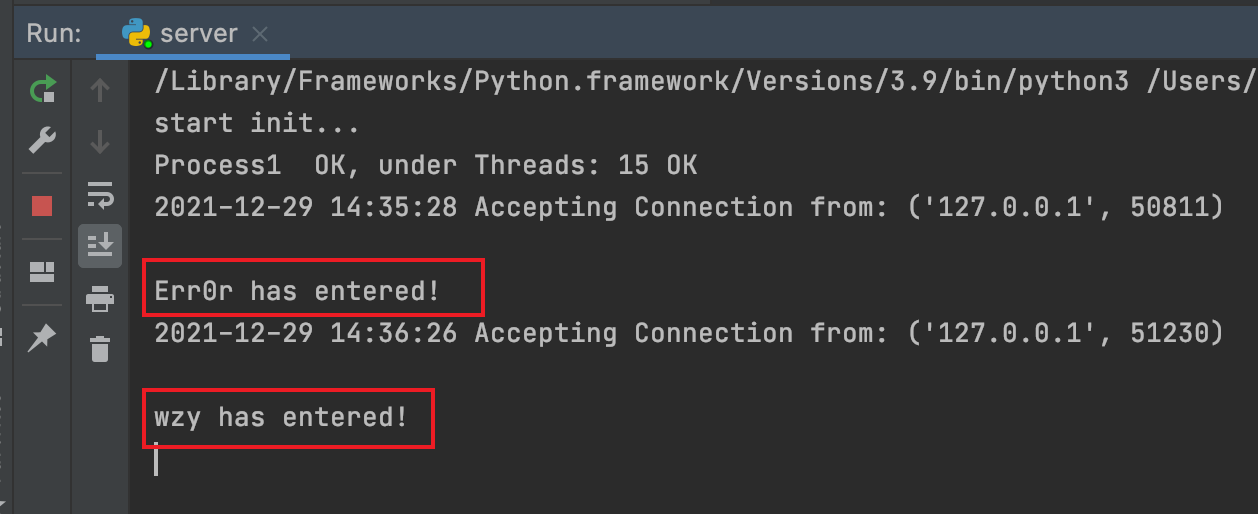 Run: server
/Library/Frameworks/Python.framework/Versions/3.9/bin/python3 /Users/
start init...
Process1  OK, under Threads: 15 OK
2021-12-29 14:35:28 Accepting Connection from: ('127.0.0.1', 50811)
Err0r has entered!
2021-12-29 14:36:26 Accepting Connection from: ('127.0.0.1', 51230)
wzy has entered!